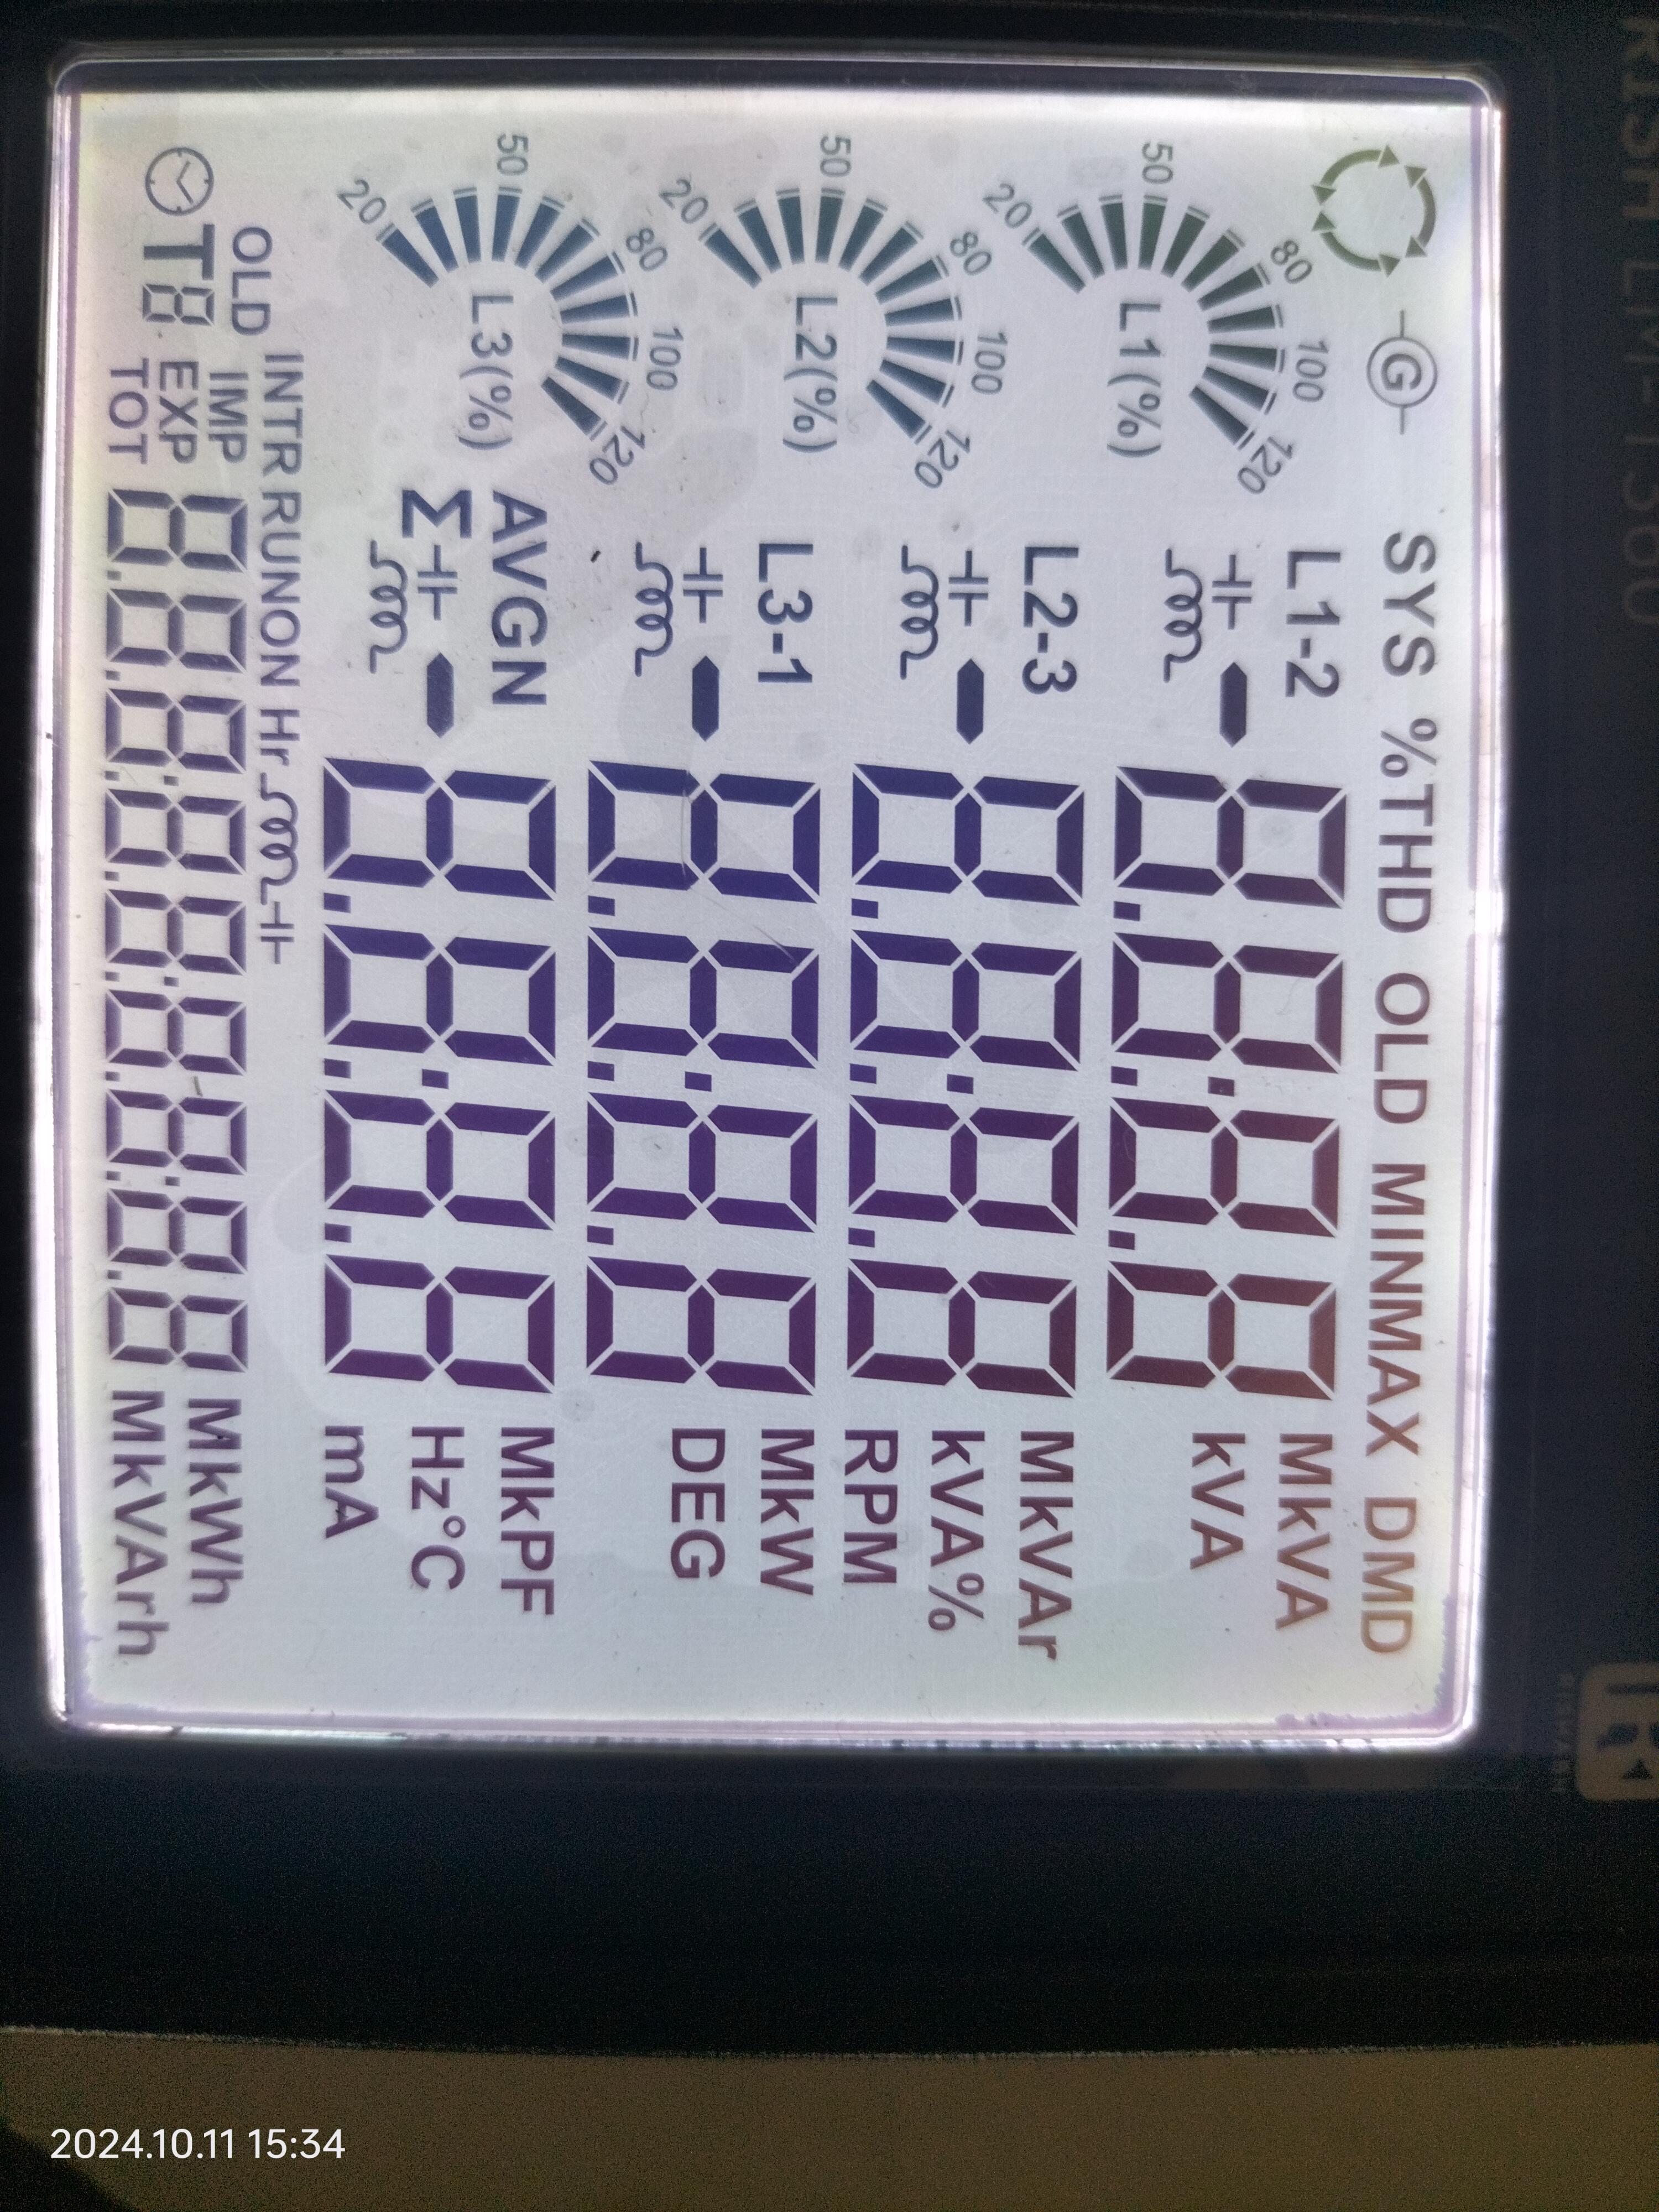 RISH LM-1360
SYS %THD OLD MINMAX DMD
G
50
20
80
100
120
L1(%)
L1-2
8.8.8.8
MkVA
kVA
50
20
80
100
120
L2(%)
L2-3
8.8.8.8
MkVAr
kVA%
RPM
50
20
80
100
120
L3(%)
L3-1
8.8.8.8
MkW
DEG
AVGN
Σ
8.8.8.8
MkPF
Hz°C
mA
INTR RUNON Hr
OLD
T8
IMP
EXP
TOT
8.8.8.8.8.8.8.8.8
MkWh
MkVArh
2024.10.11 15:34